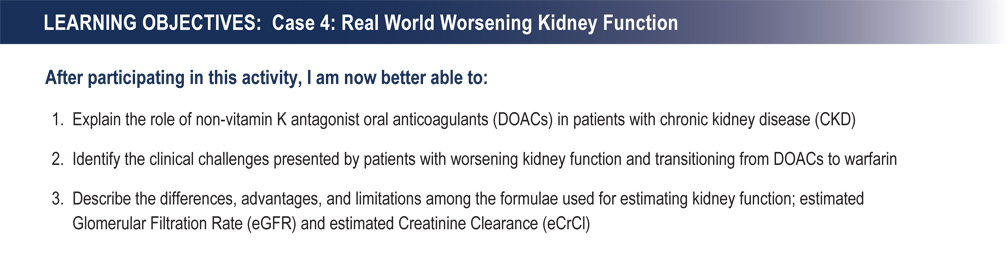 LEARNING OBJECTIVES: Case 4: Real World Worsening Kidney Function
After participating in this activity, I am now better able to:
1. Explain the role of non-vitamin K antagonist oral anticoagulants (DOACs) in patients with chronic kidney disease (CKD)
2. Identify the clinical challenges presented by patients with worsening kidney function and transitioning from DOACs to warfarin
3. Describe the differences, advantages, and limitations among the formulae used for estimating kidney function; estimated
Glomerular Filtration Rate (eGFR) and estimated Creatinine Clearance (eCrCl)